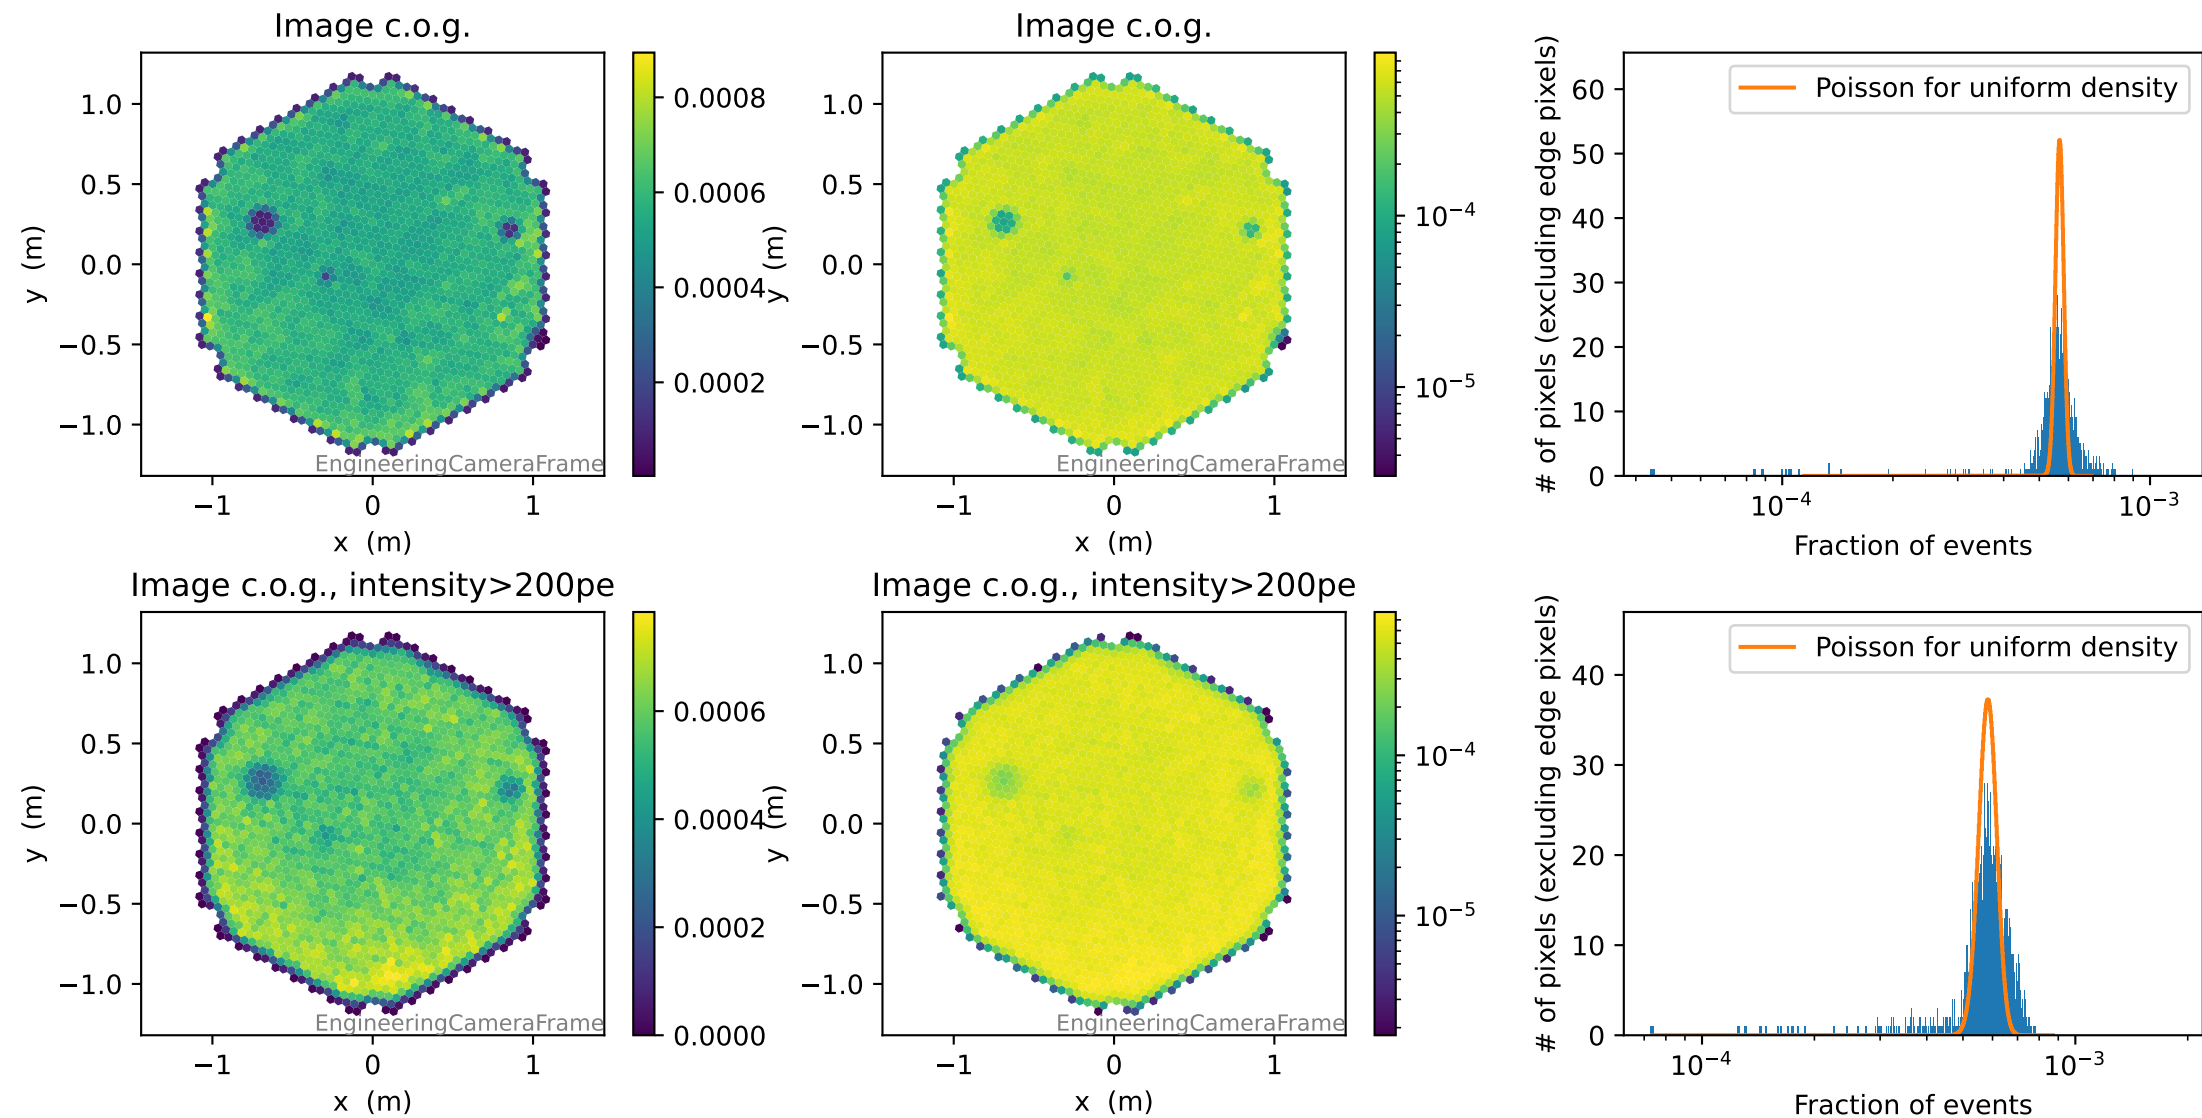 Image c.o.g.
1.0
0.5
0.0
−0.5
−1.0
y (m)
−1
0
1
x (m)
EngineeringCameraFrame
0.0008
0.0006
0.0004
0.0002
Image c.o.g.
1.0
0.5
0.0
−0.5
−1.0
y (m)
−1
0
1
x (m)
EngineeringCameraFrame
10−4
10−5
# of pixels (excluding edge pixels)
60
50
40
30
20
10
0
Poisson for uniform density
10−4
10−3
Fraction of events
Image c.o.g., intensity>200pe
1.0
0.5
0.0
−0.5
−1.0
y (m)
−1
0
1
x (m)
EngineeringCameraFrame
0.0006
0.0004
0.0002
0.0000
Image c.o.g., intensity>200pe
1.0
0.5
0.0
−0.5
−1.0
y (m)
−1
0
1
x (m)
EngineeringCameraFrame
10−4
10−5
# of pixels (excluding edge pixels)
40
30
20
10
0
Poisson for uniform density
10−4
10−3
Fraction of events